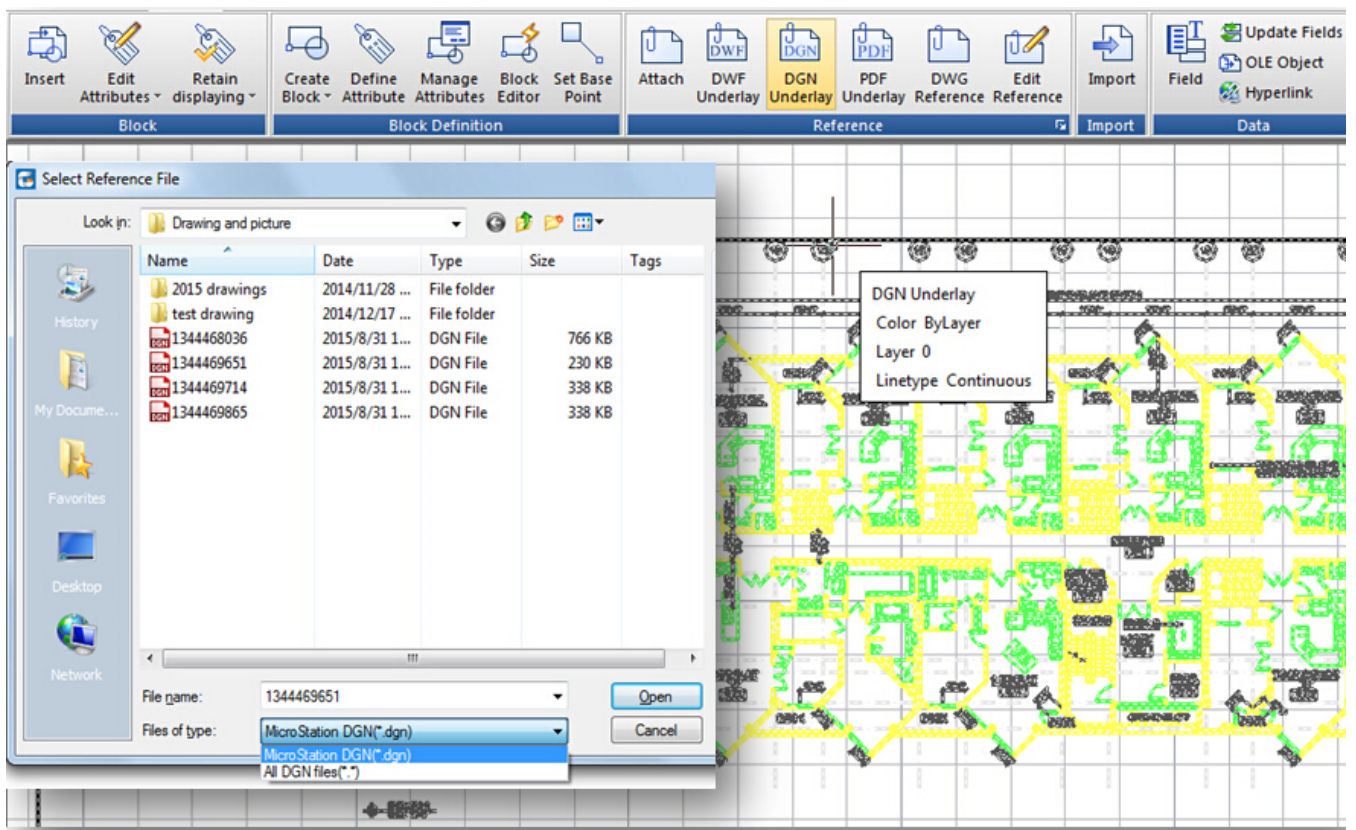 Insert
Edit
Attributes
Retain
displaying
Block
Create
Block
Define
Attribute
Manage
Attributes
Block
Editor
Set Base
Point
Block Definition
Attach
DWF
DWF
Underlay
DGN
DGN
Underlay
PDF
PDF
Underlay
DWG
Reference
Edit
Reference
Reference
Import
Import
Field
Update Fields
OLE Object
Hyperlink
Data
Select Reference File
Look in: Drawing and picture
Name Date Type Size Tags
2015 drawings 2014/11/28 ... File folder
test drawing 2014/12/17 ... File folder
DGN 1344468036 2015/8/31 1... DGN File 766 KB
DGN 1344469651 2015/8/31 1... DGN File 230 KB
DGN 1344469714 2015/8/31 1... DGN File 338 KB
DGN 1344469865 2015/8/31 1... DGN File 338 KB
History
My Docume...
Favorites
Desktop
Network
File name: 1344469651 Open
Files of type: MicroStation DGN(*.dgn) Cancel
MicroStation DGN(*.dgn)
All DGN files(*.*)
DGN Underlay
Color ByLayer
Layer 0
Linetype Continuous